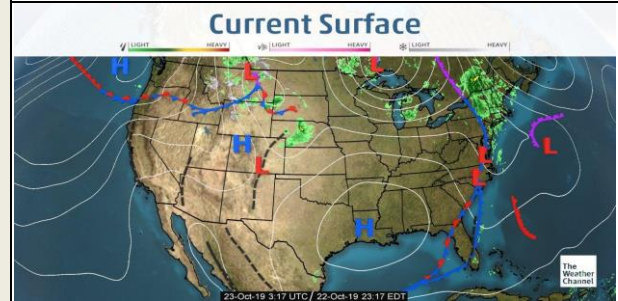 Current Surface
LIGHT HEAVY LIGHT HEAVY LIGHT HEAVY
H L L
H L L L
L
H
The
Weather
Channel
23-Oct-19 3:17 UTC / 22-Oct-19 23:17 EDT